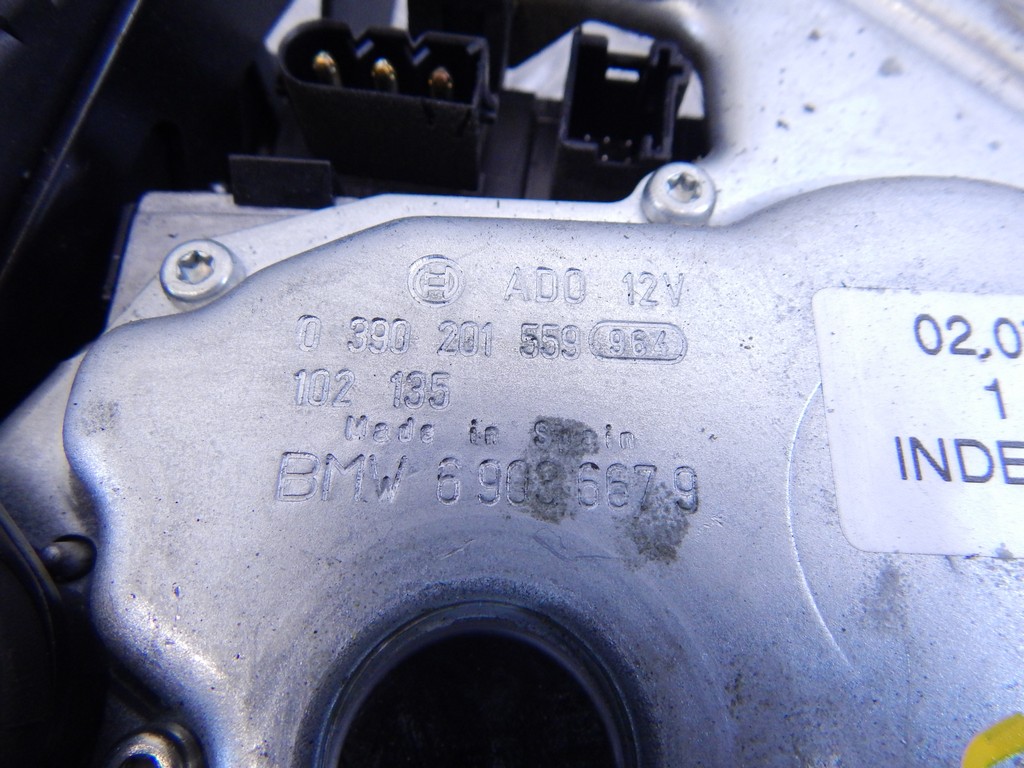 ADO 12V
0 390 201 559 964
102 135
Made in Spain
BMW 6 903 667.9
02,0
1
INDE